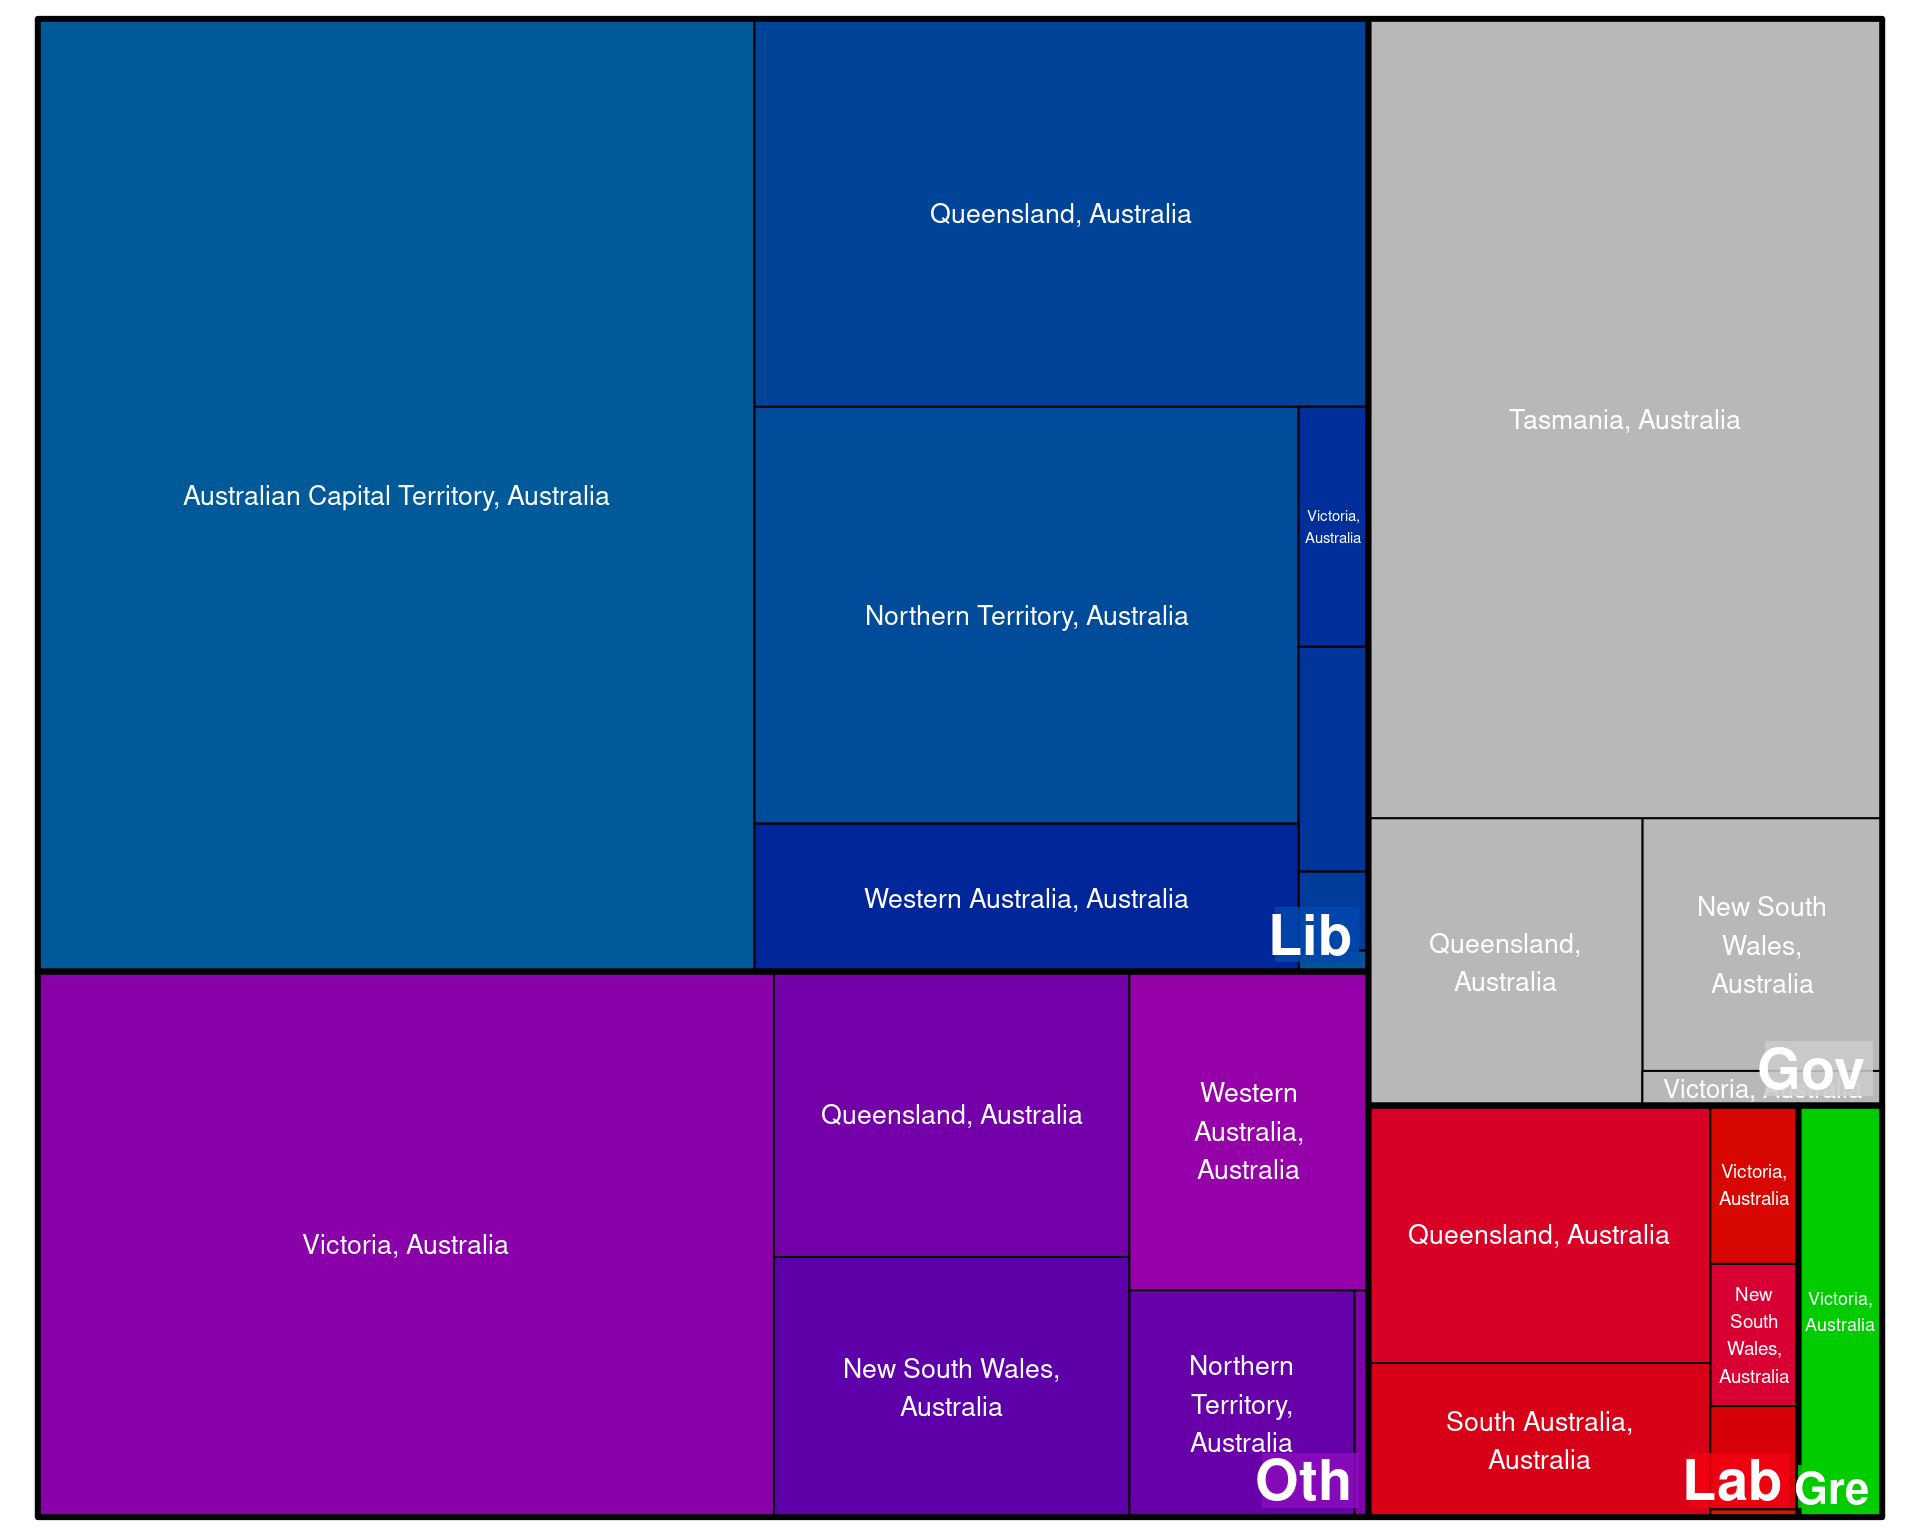 Australian Capital Territory, Australia
Queensland, Australia
Northern Territory, Australia
Victoria,
Australia
Western Australia, Australia
Lib
Tasmania, Australia
Queensland,
Australia
New South
Wales,
Australia
Victoria, Australia
Gov
Victoria, Australia
Queensland, Australia
New South Wales,
Australia
Western
Australia,
Australia
Northern
Territory,
Australia
Oth
Queensland, Australia
South Australia,
Australia
Victoria,
Australia
New
South
Wales,
Australia
Lab
Victoria,
Australia
Gre